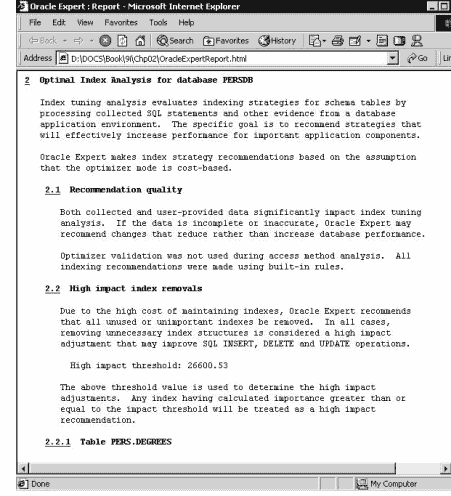 Oracle Expert : Report - Microsoft Internet Explorer
File Edit View Favorites Tools Help
Back Search Favorites History
Address D:\DOCS\Book\9i\Chp02\OracleExpertReport.html Go
2 Optimal Index Analysis for database PERSDB
Index tuning analysis evaluates indexing strategies for schema tables by
processing collected SQL statements and other evidence from a database
application environment. The specific goal is to recommend strategies that
will effectively increase performance for important application components.
Oracle Expert makes index strategy recommendations based on the assumption
that the optimizer mode is cost-based.
2.1 Recommendation quality
Both collected and user-provided data significantly impact index tuning
analysis. If the data is incomplete or inaccurate, Oracle Expert may
recommend changes that reduce rather than increase database performance.
Optimizer validation was not used during access method analysis. All
indexing recommendations were made using built-in rules.
2.2 High impact index removals
Due to the high cost of maintaining indexes, Oracle Expert recommends
that all unused or unimportant indexes be removed. In all cases,
removing unnecessary index structures is considered a high impact
adjustment that may improve SQL INSERT, DELETE and UPDATE operations.
High impact threshold: 26600.53
The above threshold value is used to determine the high impact
adjustments. Any index having calculated importance greater than or
equal to the impact threshold will be treated as a high impact
recommendation.
2.2.1 Table PERS.DEGREES
Done My Computer